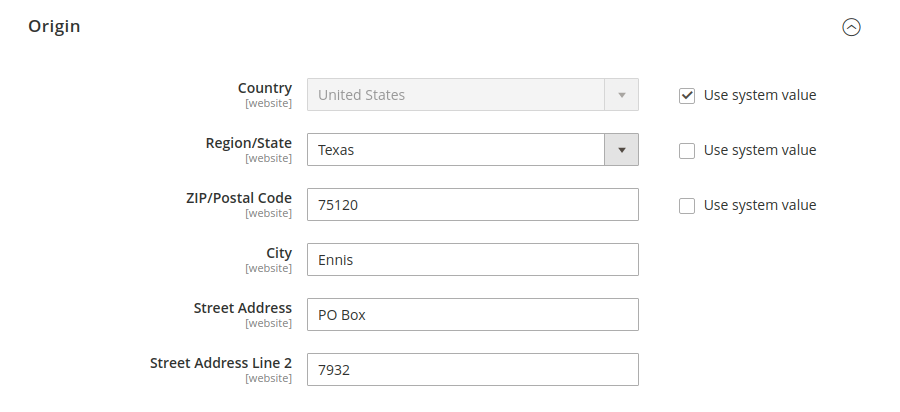 Origin
Country
[website]
United States
Use system value
Region/State
[website]
Texas
Use system value
ZIP/Postal Code
[website]
75120
Use system value
City
[website]
Ennis
Street Address
[website]
PO Box
Street Address Line 2
[website]
7932